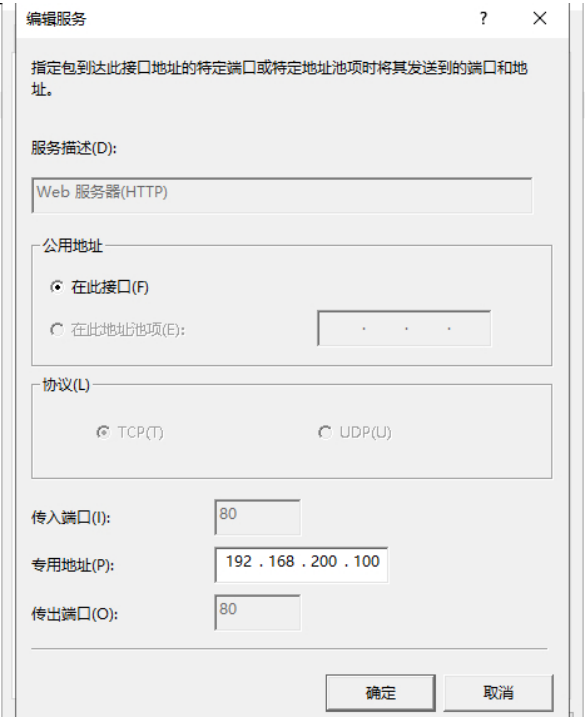 编辑服务
?
指定包到达此接口地址的特定端口或特定地址池项时将其发送到的端口和地
址。
服务描述(D):
Web 服务器(HTTP)
公用地址
在此接口(F)
在此地址池项(E): . . .
协议(L)
TCP(T) UDP(U)
传入端口(I): 80
专用地址(P): 192 . 168 . 200 . 100
传出端口(O): 80
确定 取消